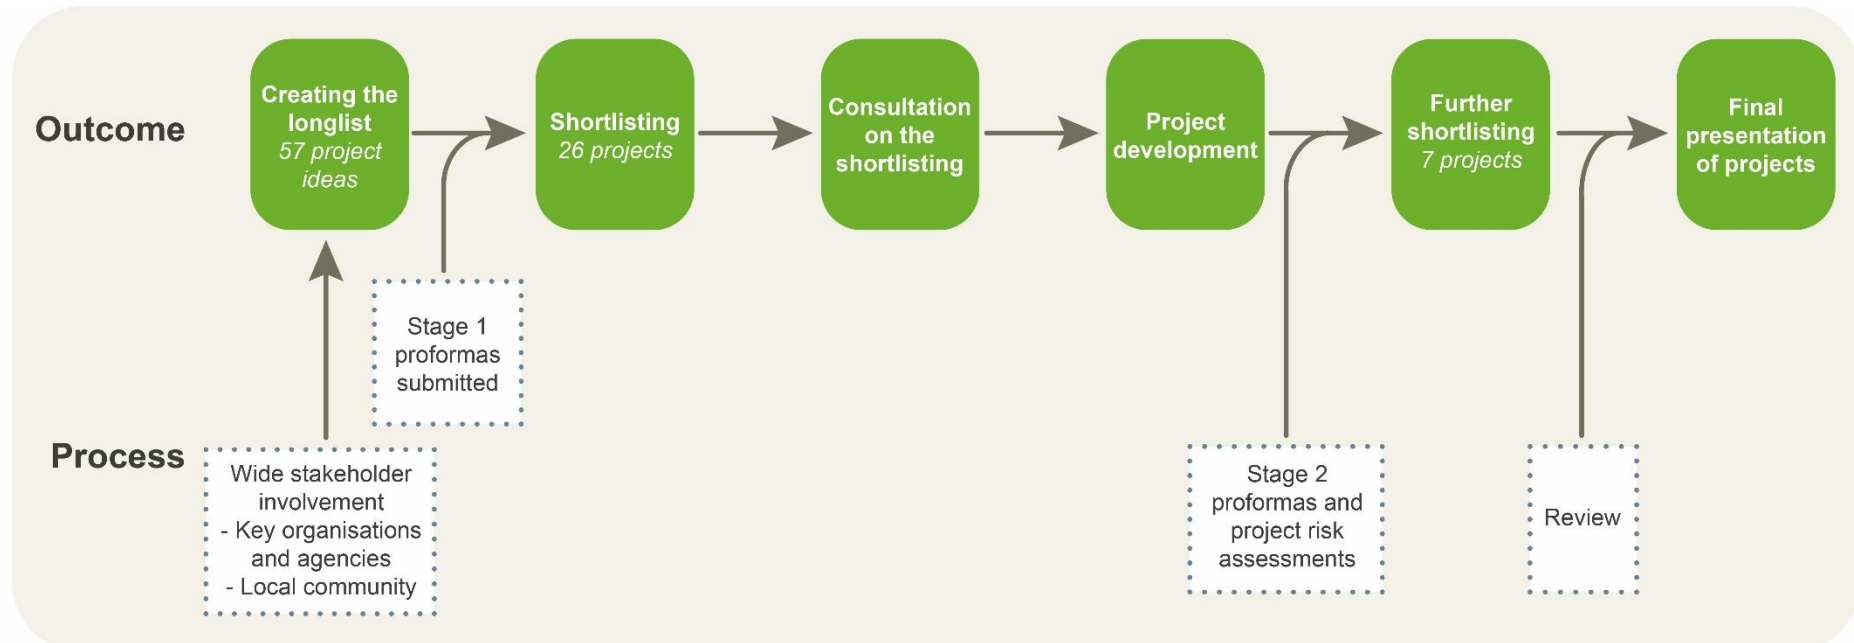 Outcome
Creating the
longlist
57 project
ideas
Shortlisting
26 projects
Consultation
on the
shortlisting
Project
development
Further
shortlisting
7 projects
Final
presentation
of projects
Process
Wide stakeholder
involvement
- Key organisations
and agencies
- Local community
Stage 1
proformas
submitted
Stage 2
proformas and
project risk
assessments
Review